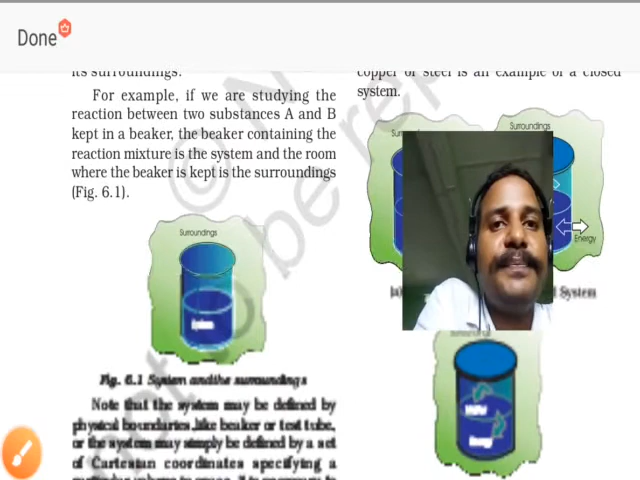 Done
its surroundings.
For example, if we are studying the
reaction between two substances A and B
kept in a beaker, the beaker containing the
reaction mixture is the system and the room
where the beaker is kept is the surroundings
(Fig. 6.1).
Surroundings
System
Fig. 6.1 System and the surroundings
Note that the system may be defined by
physical boundaries, like beaker or test tube,
or the system may simply be defined by a set
of Cartesian coordinates specifying a
copper or steel is an example of a closed
system.
Surroundings
Energy
(a)
System